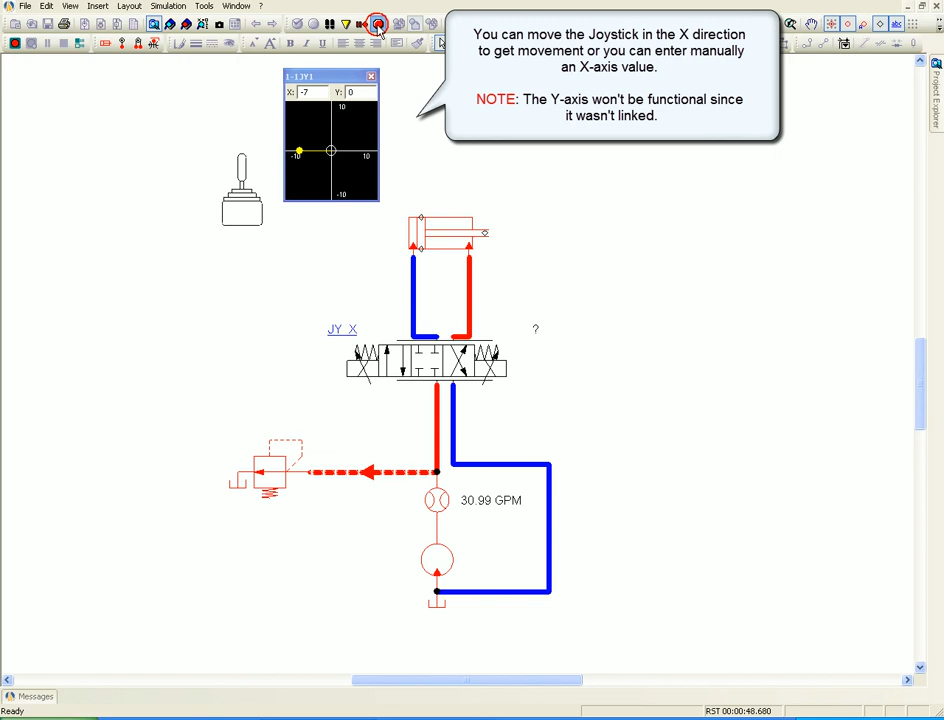 File Edit View Insert Layout Simulation Tools Window ?
You can move the Joystick in the X direction
to get movement or you can enter manually
an X-axis value.
NOTE: The Y-axis won't be functional since
it wasn't linked.
B I U
Project Explorer
1-1JY1
X: -7 Y: 0
10
-10 10
-10
JY_X
?
30.99 GPM
Messages
Ready
RST 00:00:48.680